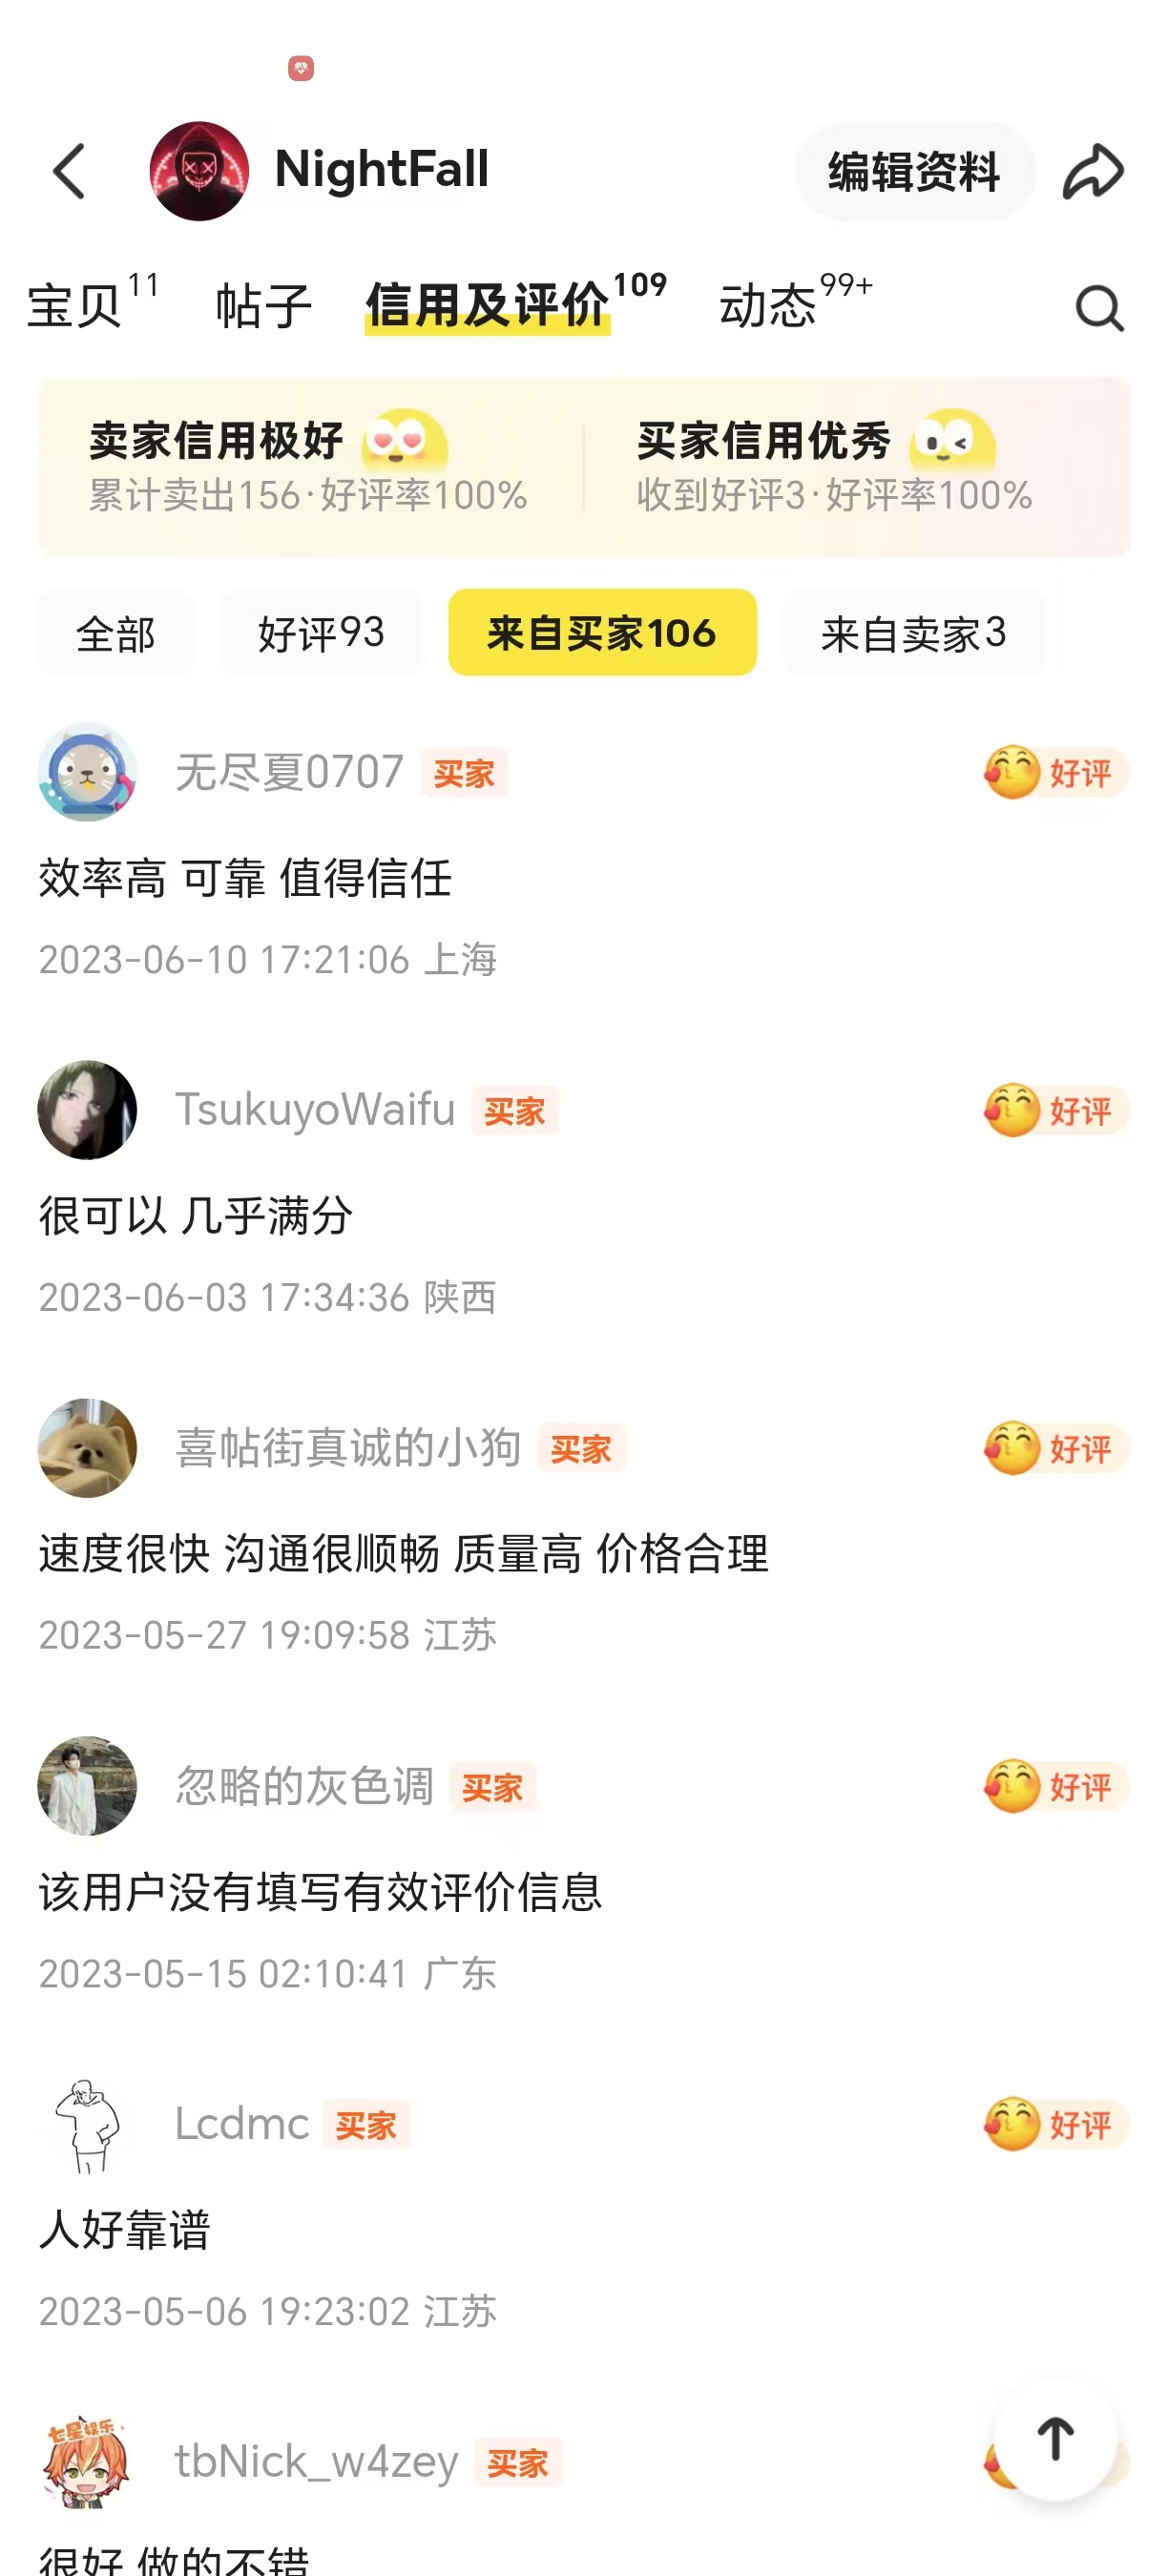 NightFall
编辑资料
宝贝11 帖子 信用及评价109 动态99+
卖家信用极好 买家信用优秀
累计卖出156·好评率100% 收到好评3·好评率100%
全部 好评93 来自买家106 来自卖家3
无尽夏0707 买家 好评
效率高 可靠 值得信任
2023-06-10 17:21:06 上海
TsukuyoWaifu 买家 好评
很可以 几乎满分
2023-06-03 17:34:36 陕西
喜帖街真诚的小狗 买家 好评
速度很快 沟通很顺畅 质量高 价格合理
2023-05-27 19:09:58 江苏
忽略的灰色调 买家 好评
该用户没有填写有效评价信息
2023-05-15 02:10:41 广东
Lcdmc 买家 好评
人好靠谱
2023-05-06 19:23:02 江苏
七星娱乐
tbNick_w4zey 买家
很好 做的不错